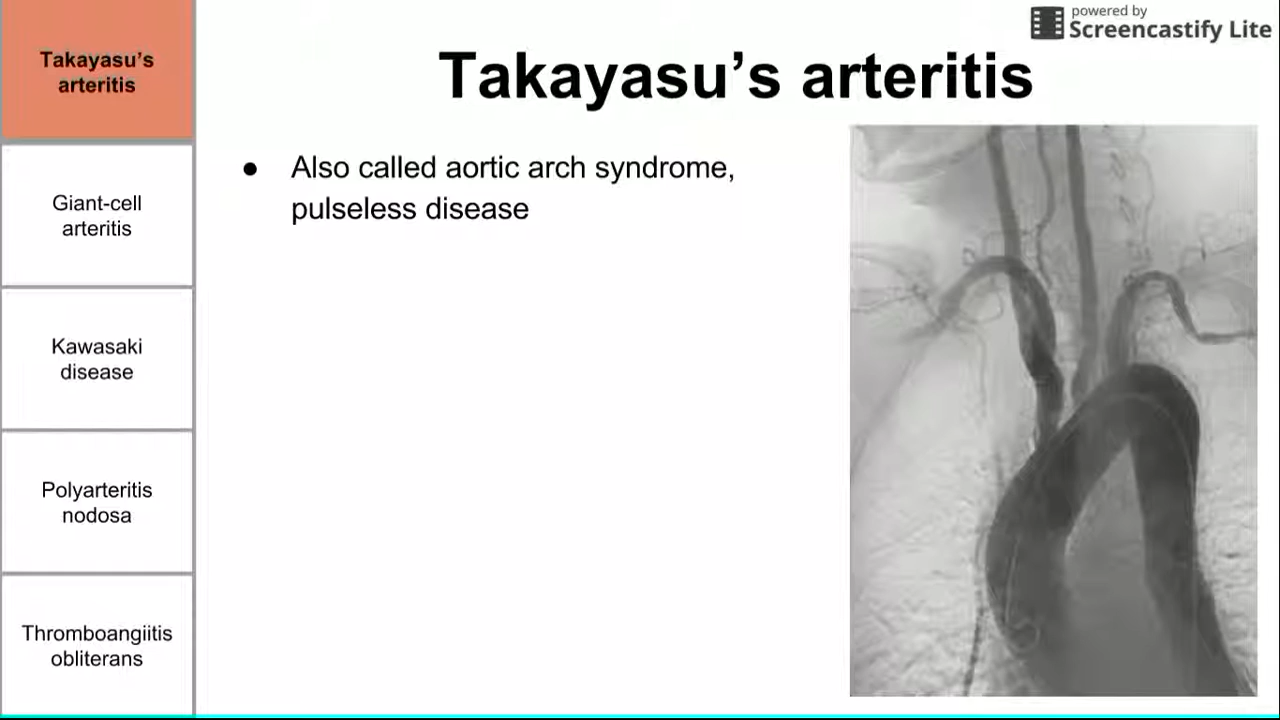 Takayasu's
arteritis
Giant-cell
arteritis
Kawasaki
disease
Polyarteritis
nodosa
Thromboangiitis
obliterans
powered by
Screencastify Lite
Takayasu’s arteritis
● Also called aortic arch syndrome,
pulseless disease